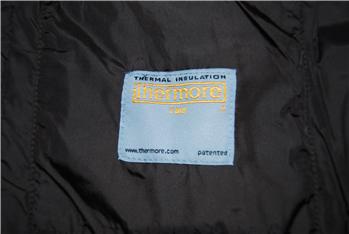 THERMAL INSULATION
thermore
www.thermore.com patented